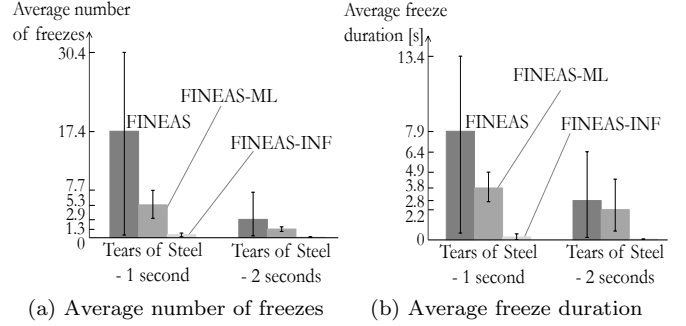 Average number
of freezes
30.4
17.4
7.7
5.3
2.9
1.3
0
FINEAS
FINEAS-ML
FINEAS-INF
Tears of Steel
- 1 second
Tears of Steel
- 2 seconds
(a) Average number of freezes
Average freeze
duration [s]
13.4
7.9
6.4
4.9
3.8
2.8
2.2
0
FINEAS-ML
FINEAS
FINEAS-INF
Tears of Steel
- 1 second
Tears of Steel
- 2 seconds
(b) Average freeze duration